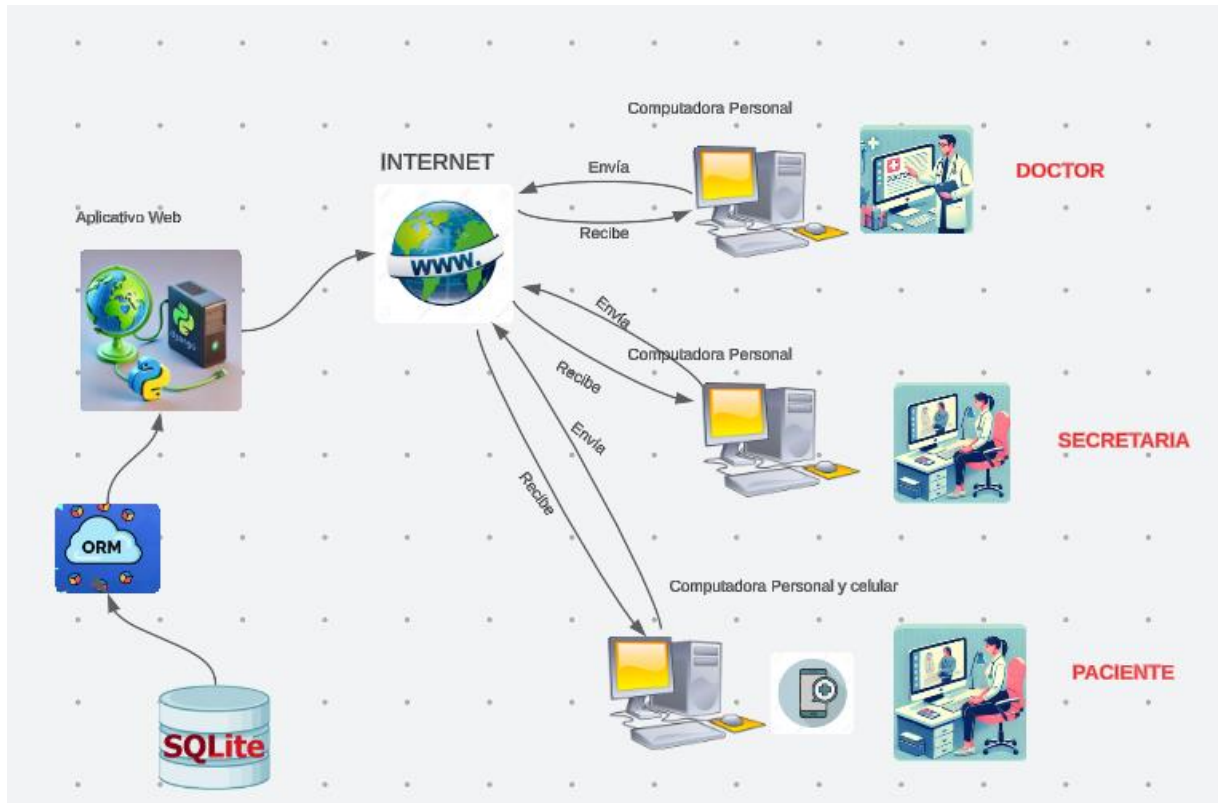 Computadora Personal
INTERNET
Envía
DOCTOR
Aplicativo Web
Recibe
WWW.
django
Envía
Computadora Personal
Recibe
Envía
SECRETARIA
Recibe
ORM
Computadora Personal y celular
PACIENTE
SQLite